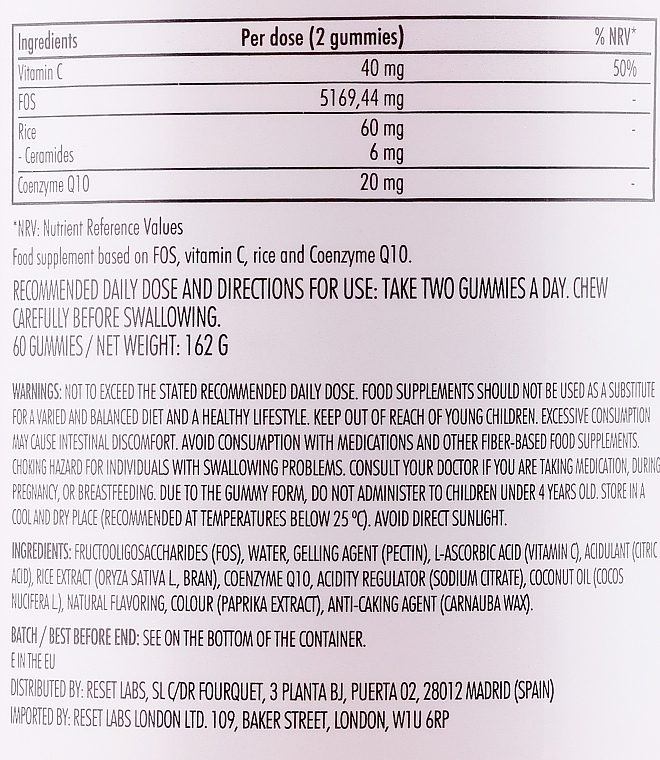 Ingredients Per dose (2 gummies) % NRV*
Vitamin C 40 mg 50%
FOS 5169,44 mg -
Rice 60 mg -
- Ceramides 6 mg
Coenzyme Q10 20 mg -
*NRV: Nutrient Reference Values
Food supplement based on FOS, vitamin C, rice and Coenzyme Q10.
RECOMMENDED DAILY DOSE AND DIRECTIONS FOR USE: TAKE TWO GUMMIES A DAY. CHEW
CAREFULLY BEFORE SWALLOWING.
60 GUMMIES / NET WEIGHT: 162 G
WARNINGS: NOT TO EXCEED THE STATED RECOMMENDED DAILY DOSE. FOOD SUPPLEMENTS SHOULD NOT BE USED AS A SUBSTITUTE
FOR A VARIED AND BALANCED DIET AND A HEALTHY LIFESTYLE. KEEP OUT OF REACH OF YOUNG CHILDREN. EXCESSIVE CONSUMPTION
MAY CAUSE INTESTINAL DISCOMFORT. AVOID CONSUMPTION WITH MEDICATIONS AND OTHER FIBER-BASED FOOD SUPPLEMENTS.
CHOKING HAZARD FOR INDIVIDUALS WITH SWALLOWING PROBLEMS. CONSULT YOUR DOCTOR IF YOU ARE TAKING MEDICATION, DURING
PREGNANCY, OR BREASTFEEDING. DUE TO THE GUMMY FORM, DO NOT ADMINISTER TO CHILDREN UNDER 4 YEARS OLD. STORE IN A
COOL AND DRY PLACE (RECOMMENDED AT TEMPERATURES BELOW 25 ºC). AVOID DIRECT SUNLIGHT.
INGREDIENTS: FRUCTOOLIGOSACCHARIDES (FOS), WATER, GELLING AGENT (PECTIN), L-ASCORBIC ACID (VITAMIN C), ACIDULANT (CITRIC
ACID), RICE EXTRACT (ORYZA SATIVA L., BRAN), COENZYME Q10, ACIDITY REGULATOR (SODIUM CITRATE), COCONUT OIL (COCOS
NUCIFERA L.), NATURAL FLAVORING, COLOUR (PAPRIKA EXTRACT), ANTI-CAKING AGENT (CARNAUBA WAX).
BATCH / BEST BEFORE END: SEE ON THE BOTTOM OF THE CONTAINER.
E IN THE EU
DISTRIBUTED BY: RESET LABS, SL C/DR FOURQUET, 3 PLANTA BJ, PUERTA 02, 28012 MADRID (SPAIN)
IMPORTED BY: RESET LABS LONDON LTD. 109, BAKER STREET, LONDON, W1U 6RP